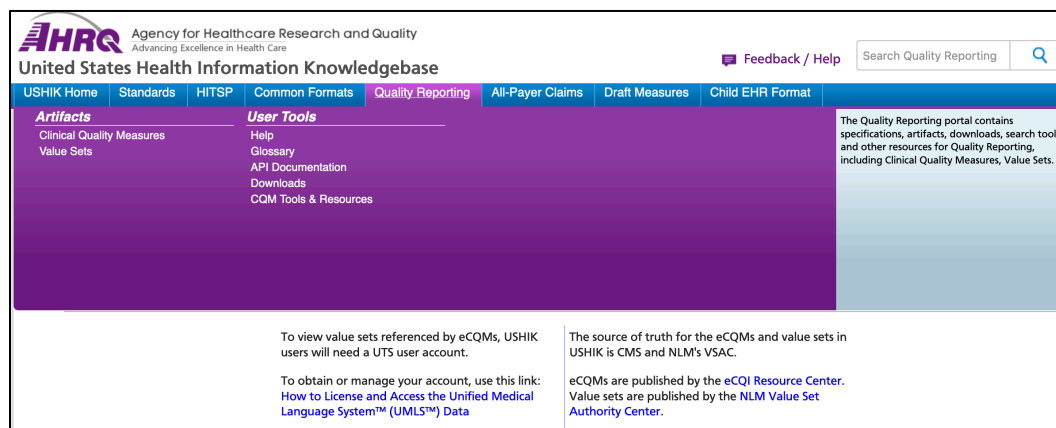 AHRQ
Agency for Healthcare Research and Quality
Advancing Excellence in Health Care
United States Health Information Knowledgebase
Feedback / Help
Search Quality Reporting
USHIK Home Standards HITSP Common Formats Quality Reporting All-Payer Claims Draft Measures Child EHR Format
Artifacts
Clinical Quality Measures
Value Sets
User Tools
Help
Glossary
API Documentation
Downloads
CQM Tools & Resources
The Quality Reporting portal contains
specifications, artifacts, downloads, search tool
and other resources for Quality Reporting,
including Clinical Quality Measures, Value Sets.
To view value sets referenced by eCQMs, USHIK
users will need a UTS user account.
To obtain or manage your account, use this link:
How to License and Access the Unified Medical
Language System™ (UMLS™) Data
The source of truth for the eCQMs and value sets in
USHIK is CMS and NLM's VSAC.
eCQMs are published by the eCQI Resource Center.
Value sets are published by the NLM Value Set
Authority Center.